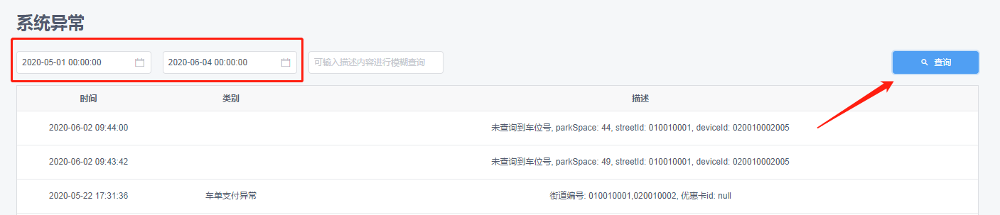 系统异常
2020-05-01 00:00:00 2020-06-04 00:00:00 可输入描述内容进行模糊查询 查询
时间 类别 描述
2020-06-02 09:44:00 未查询到车位号, parkSpace: 44, streetId: 010010001, deviceId: 020010002005
2020-06-02 09:43:42 未查询到车位号, parkSpace: 49, streetId: 010010001, deviceId: 020010002005
2020-05-22 17:31:36 车单支付异常 街道编号: 010010001,020010002, 优惠卡id: null